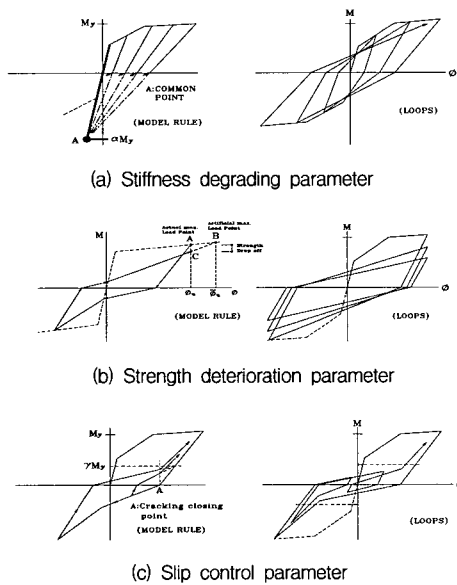 My
M
A:COMMON
POINT
(MODEL RULE)
A
αMy
Ø
(LOOPS)
(a) Stiffness degrading parameter
M
Actual max.
Load Point
A
Artificial max.
Load Point
B
C
Strength
Drop off
Ø
(MODEL RULE)
M
Ø
(LOOPS)
(b) Strength deterioration parameter
My
γMy
A
A:Cracking closing
point
(MODEL RULE)
M
Ø
(LOOPS)
(c) Slip control parameter